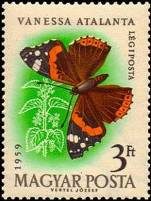 VANESSA ATALANTA
LÉGIPOSTA
1959
3Ft
MAGYAR POSTA
VERTEL JÓZSEF